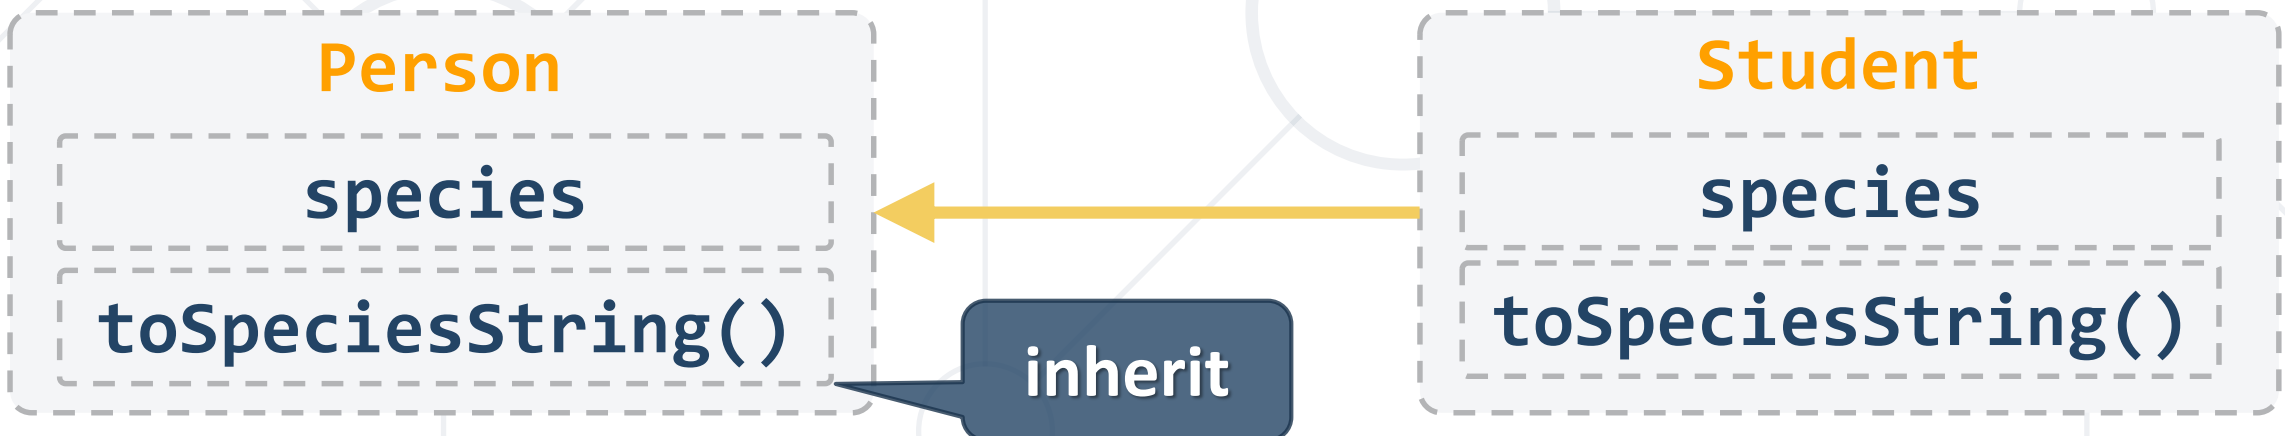 Person
species
toSpeciesString()
inherit
Student
species
toSpeciesString()